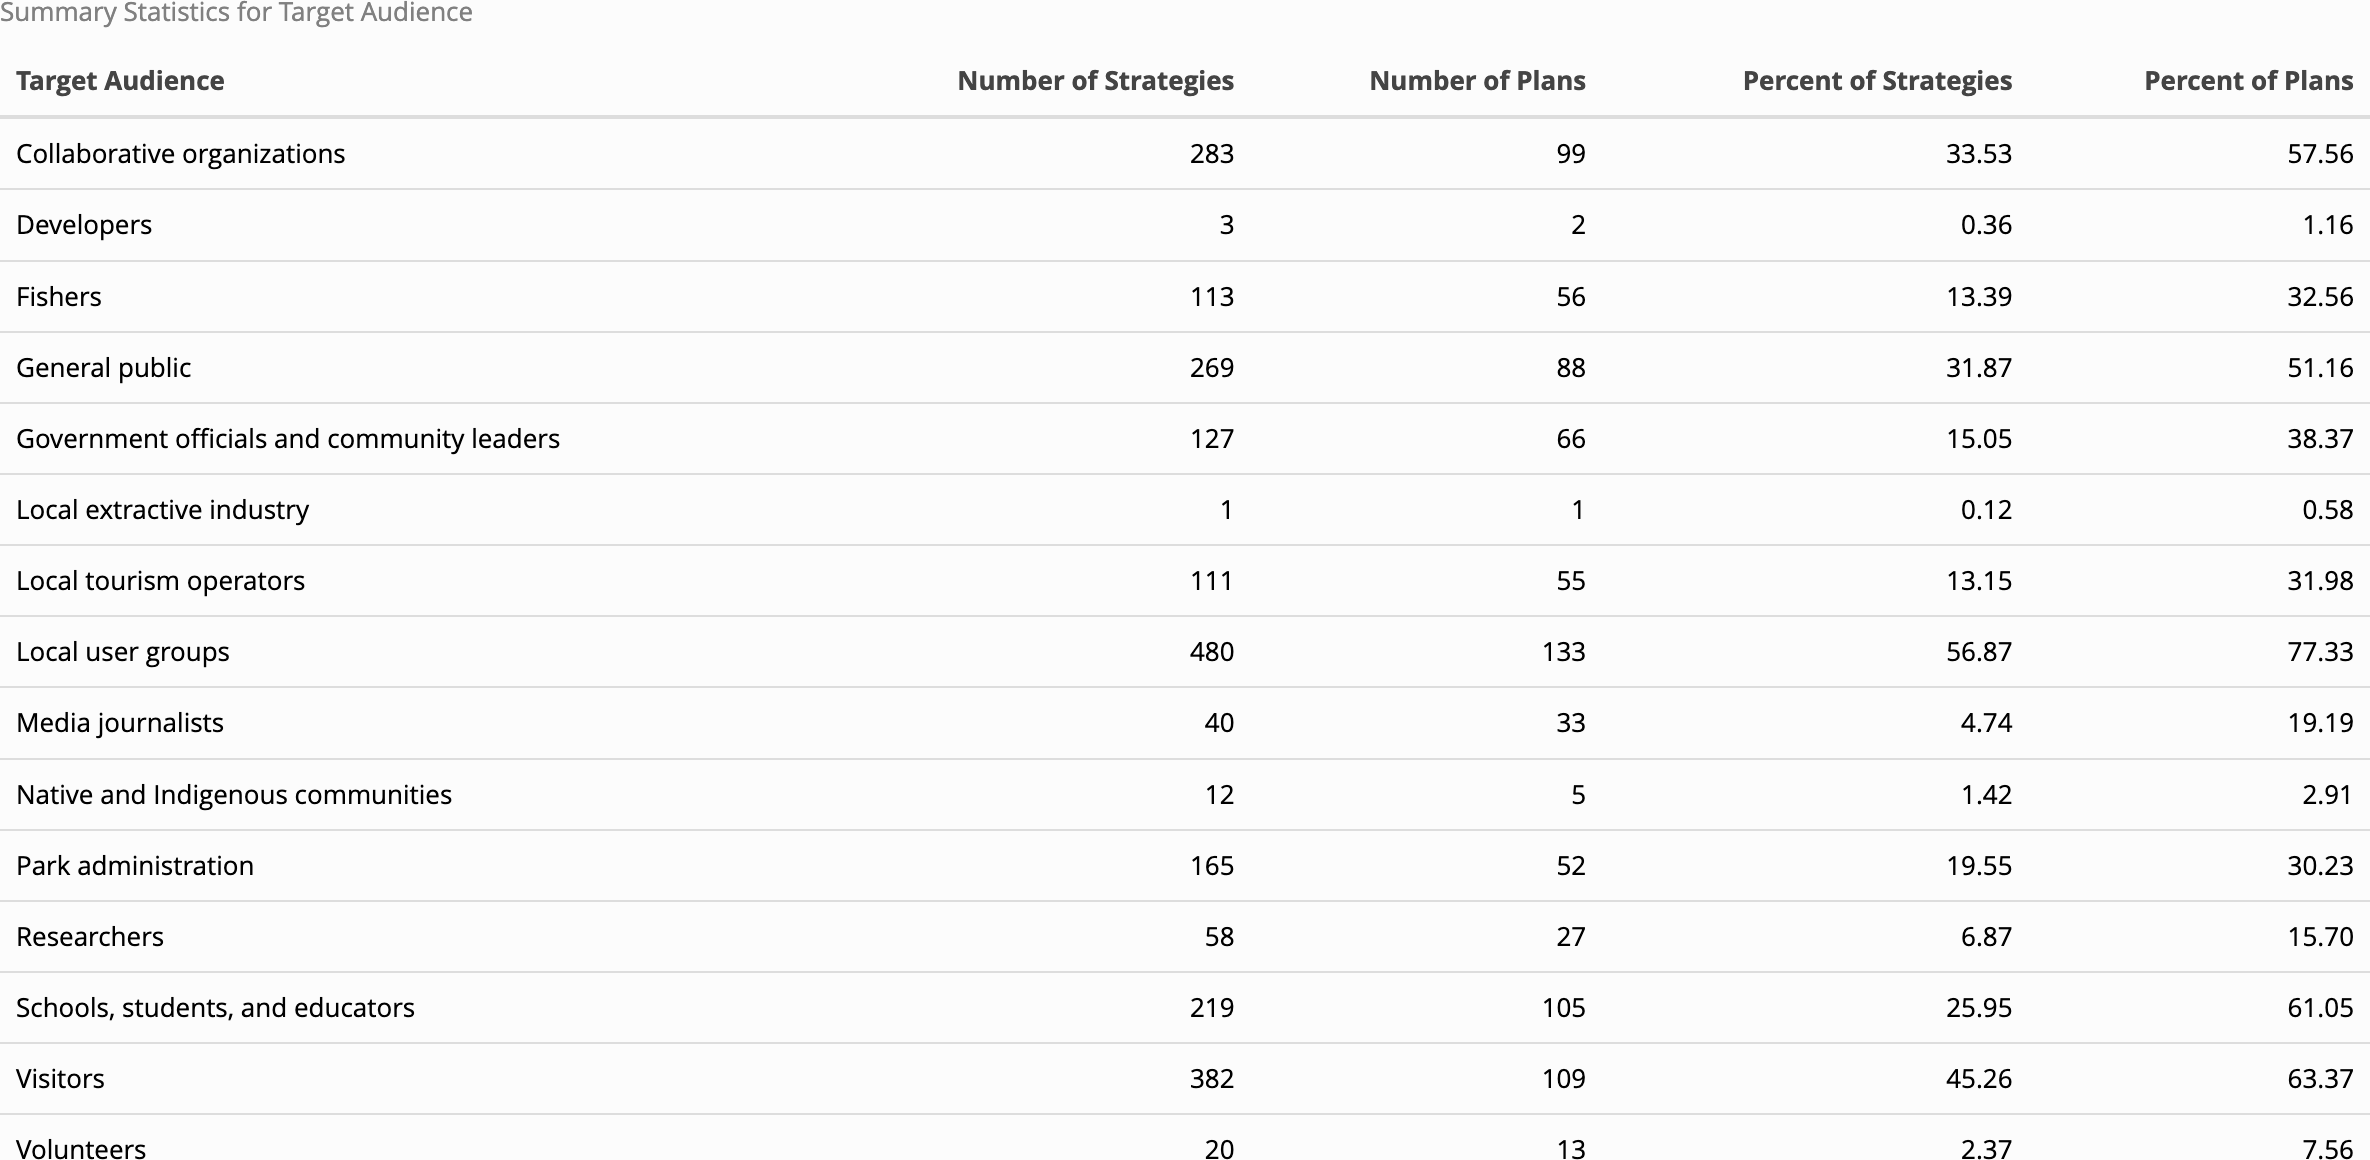 Summary Statistics for Target Audience
Target Audience Number of Strategies Number of Plans Percent of Strategies Percent of Plans
Collaborative organizations 283 99 33.53 57.56
Developers 3 2 0.36 1.16
Fishers 113 56 13.39 32.56
General public 269 88 31.87 51.16
Government officials and community leaders 127 66 15.05 38.37
Local extractive industry 1 1 0.12 0.58
Local tourism operators 111 55 13.15 31.98
Local user groups 480 133 56.87 77.33
Media journalists 40 33 4.74 19.19
Native and Indigenous communities 12 5 1.42 2.91
Park administration 165 52 19.55 30.23
Researchers 58 27 6.87 15.70
Schools, students, and educators 219 105 25.95 61.05
Visitors 382 109 45.26 63.37
Volunteers 20 13 2.37 7.56